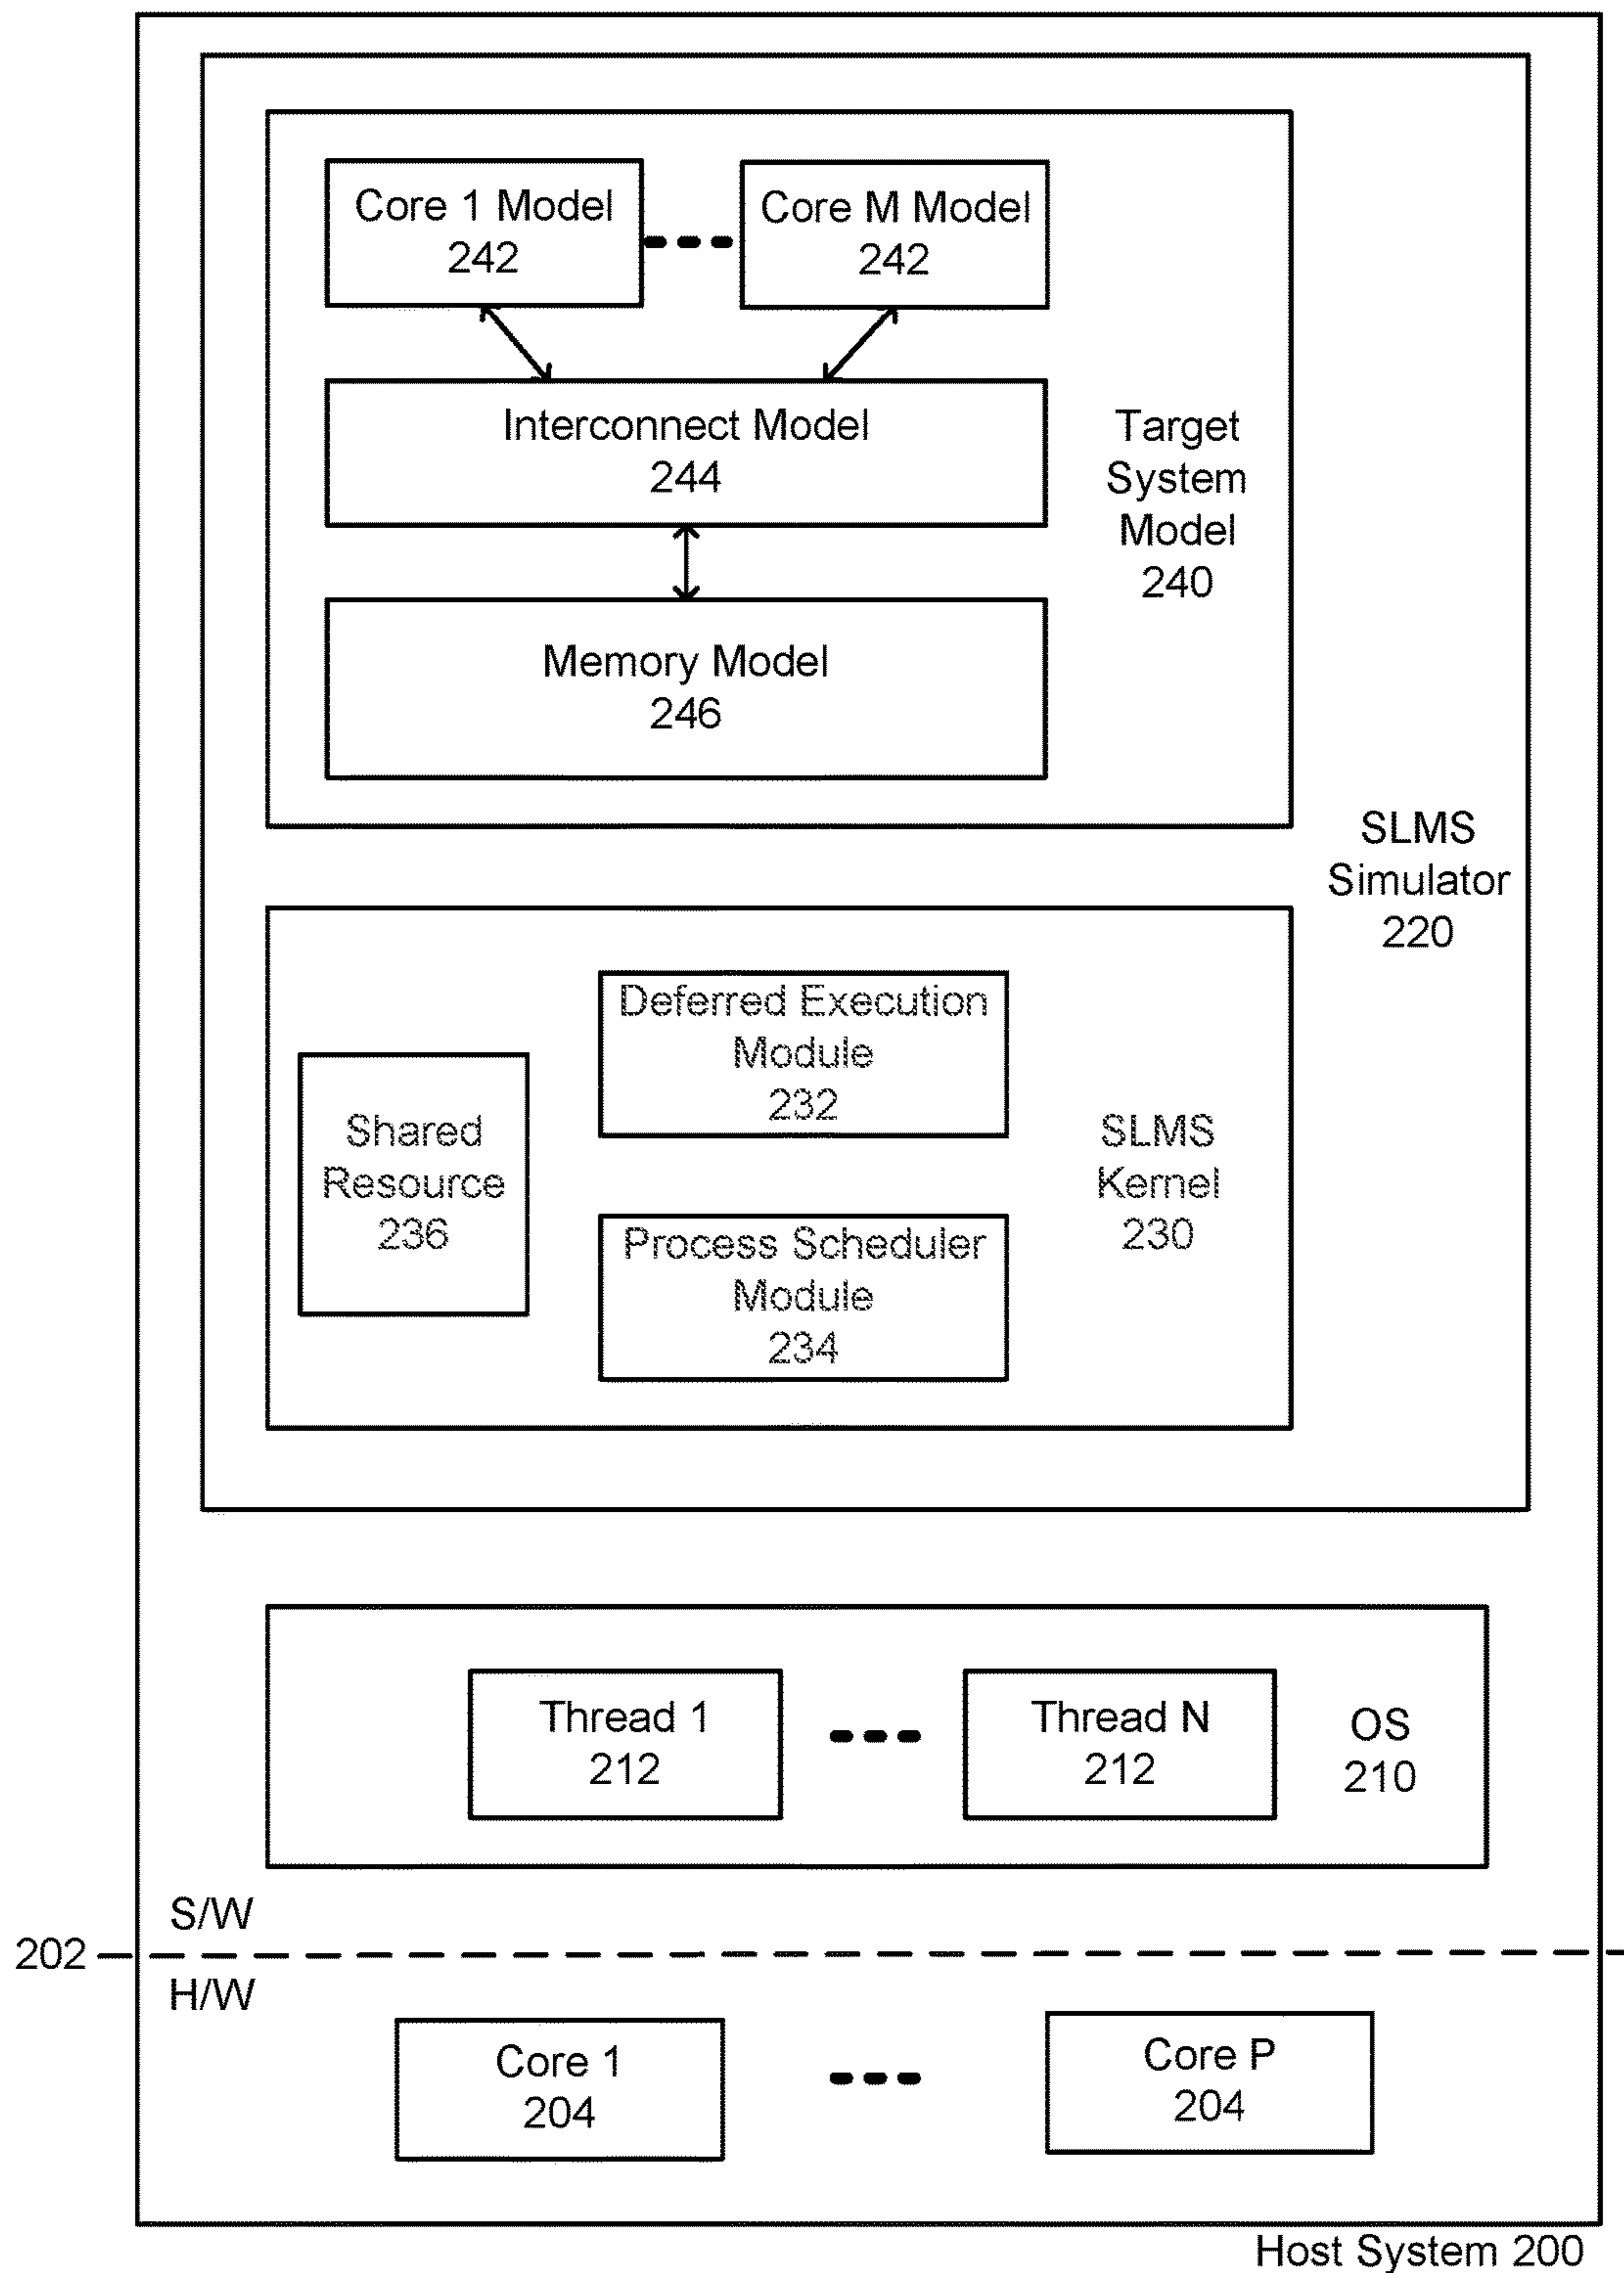 Core 1 Model
242
Core M Model
242
Interconnect Model
244
Target
System
Model
240
Memory Model
246
SLMS
Simulator
220
Deferred Execution
Module
232
Shared
Resource
236
SLMS
Kernel
230
Process Scheduler
Module
234
Thread 1
212
Thread N
212
OS
210
S/W
202
H/W
Core 1
204
Core P
204
Host System 200